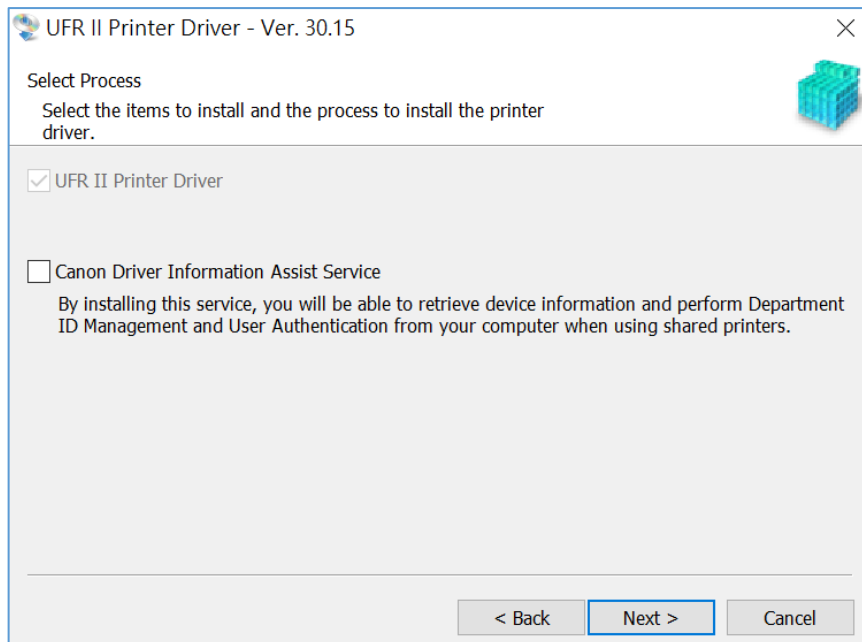 UFR II Printer Driver - Ver. 30.15
Select Process
Select the items to install and the process to install the printer
driver.
UFR II Printer Driver
Canon Driver Information Assist Service
By installing this service, you will be able to retrieve device information and perform Department
ID Management and User Authentication from your computer when using shared printers.
< Back Next > Cancel